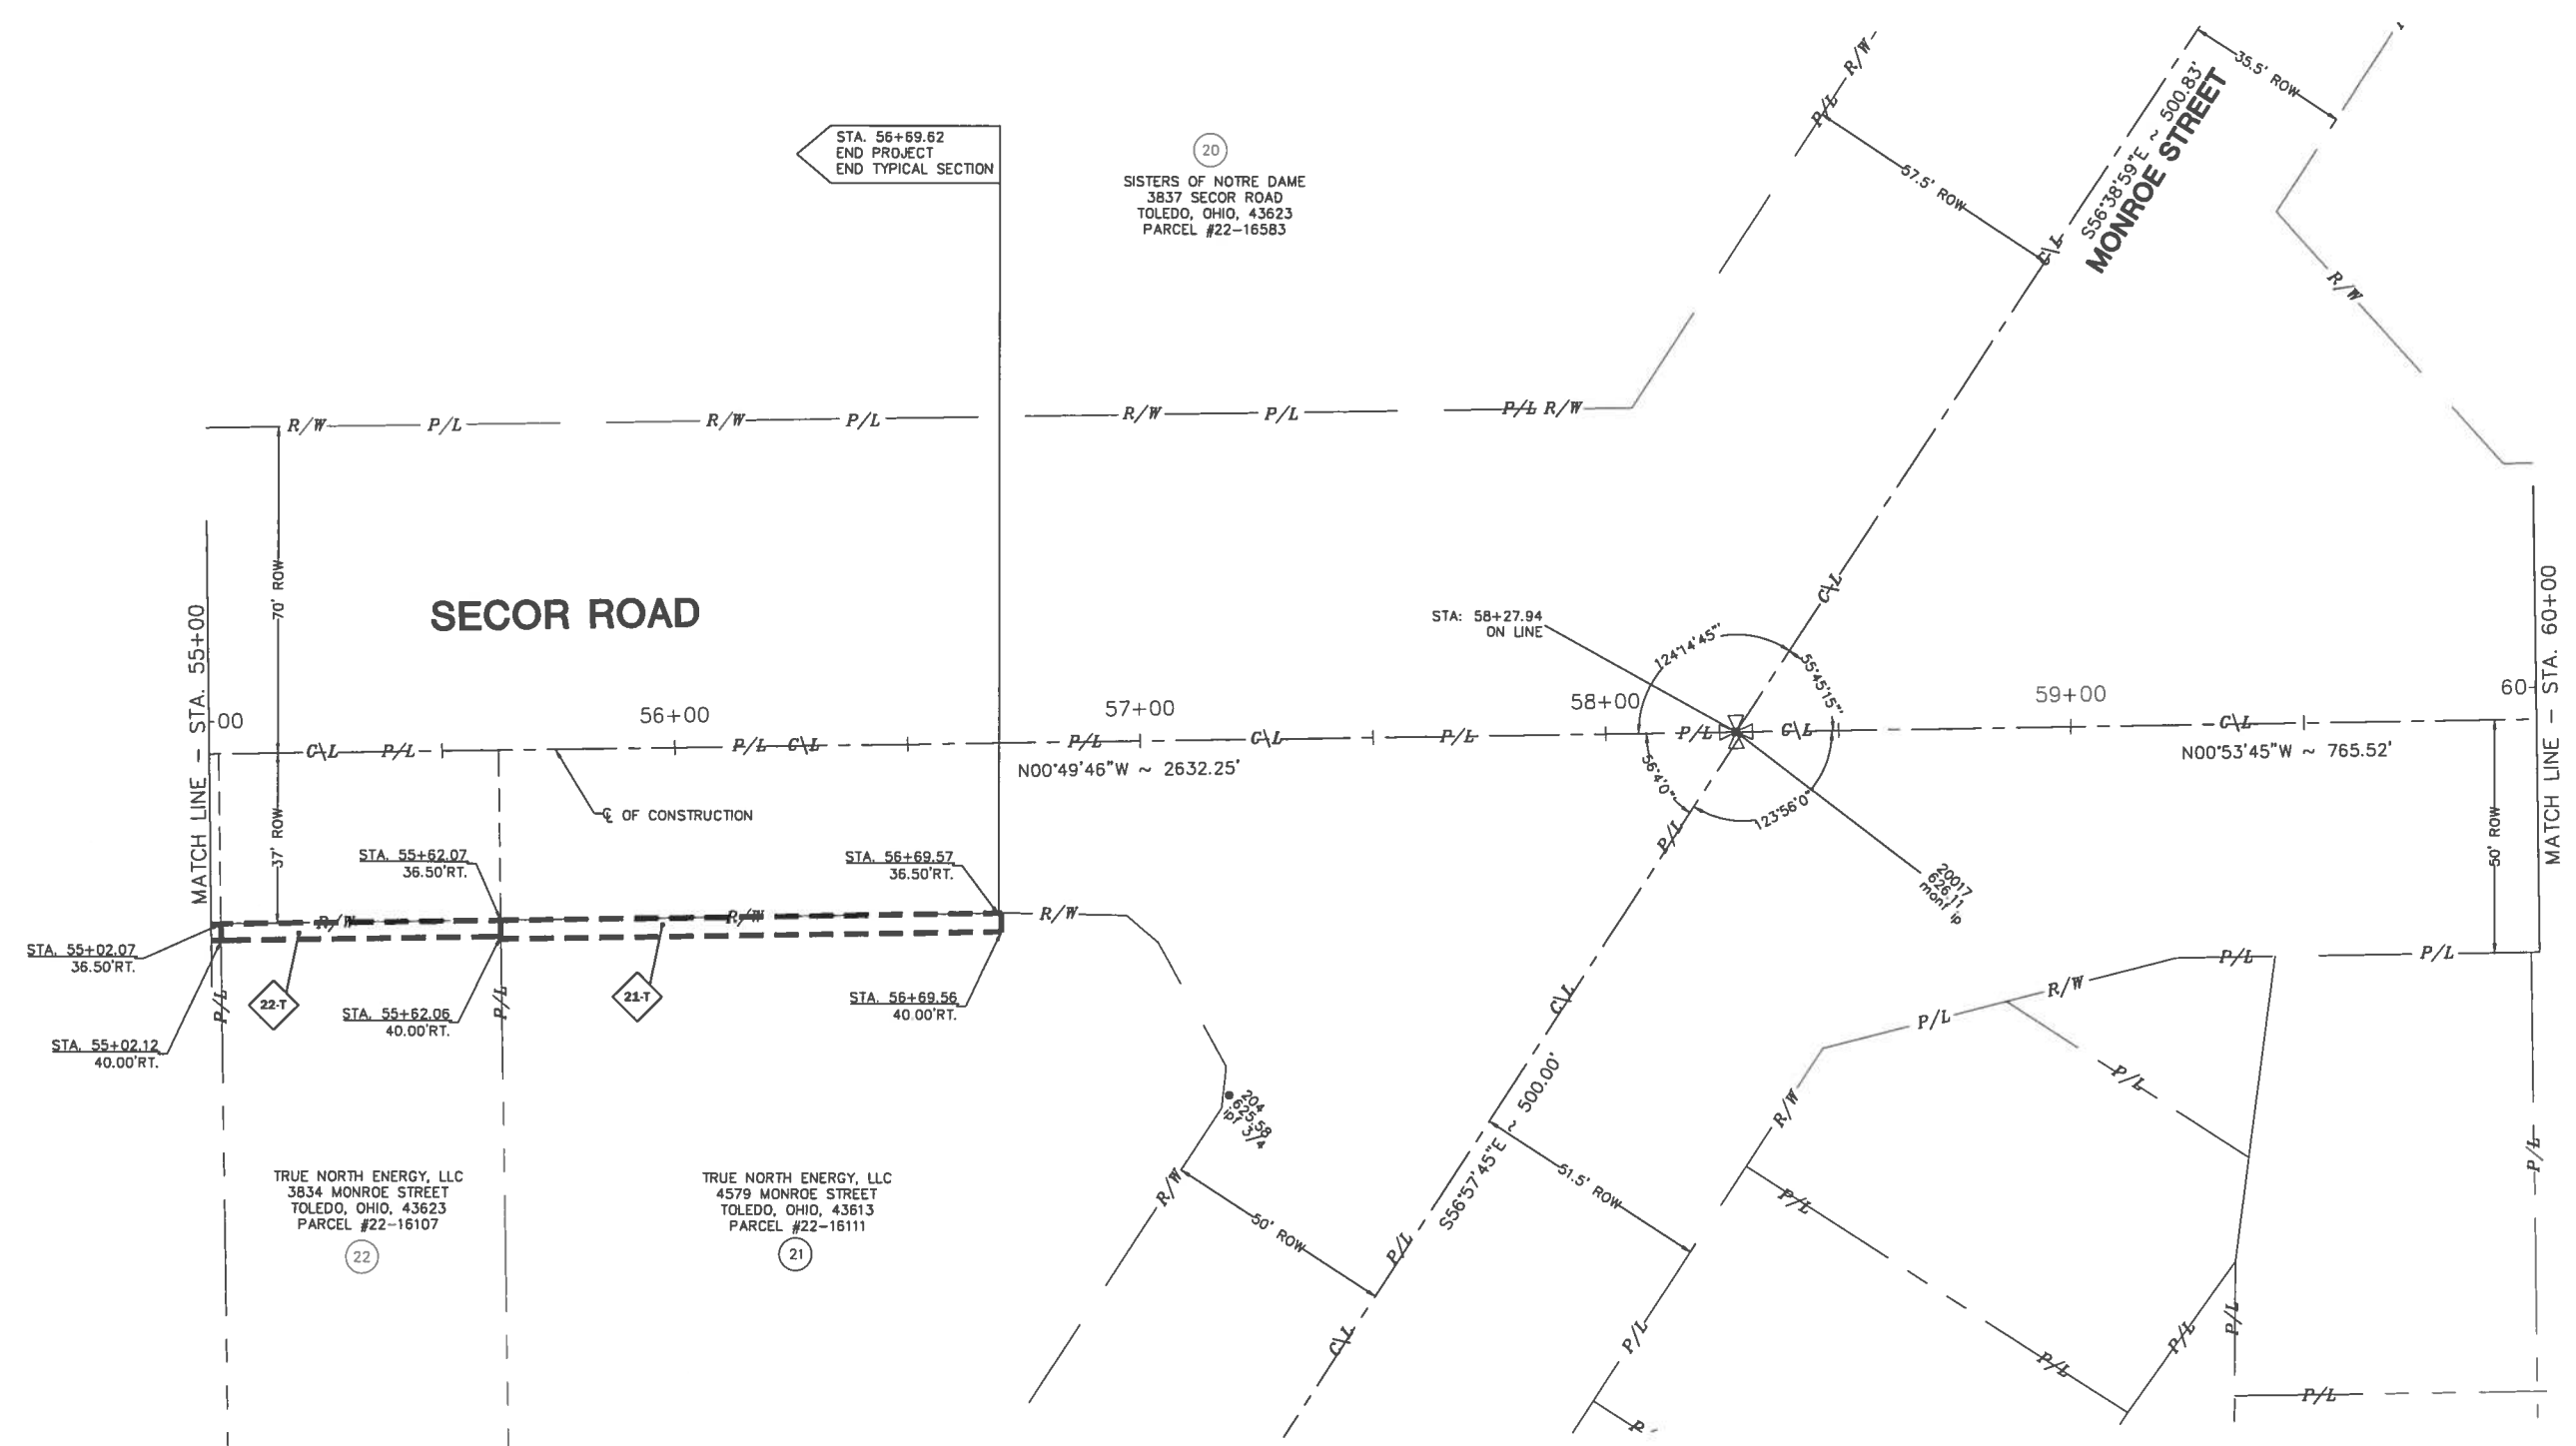 STA. 56+69.62
END PROJECT
END TYPICAL SECTION
20
SISTERS OF NOTRE DAME
3837 SECOR ROAD
TOLEDO, OHIO, 43623
PARCEL #22-16583
R/W
P/L
57.5' ROW
C\L
35.5' ROW
S56°38'59"E ~ 500.83'
MONROE STREET
R/W
R/W
P/L
R/W
P/L
R/W
P/L
P/L R/W
70' ROW
SECOR ROAD
MATCH LINE - STA. 55+00
00
56+00
57+00
58+00
59+00
60
MATCH LINE - STA. 60+00
STA: 58+27.94
ON LINE
124°14'45"
55°45'15"
56°4'0"
123°56'0"
C\L
C\L
P/L
P/L
C\L
P/L
C\L
P/L
P/L
C\L
C\L
N00°49'46"W ~ 2632.25'
N00°53'45"W ~ 765.52'
℄ OF CONSTRUCTION
37' ROW
50' ROW
STA. 55+62.07
36.50'RT.
STA. 56+69.57
36.50'RT.
P/L
20017
626.11
monf ip
R/W
R/W
R/W
STA. 55+02.07
36.50'RT.
22-T
21-T
P/L
P/L
STA. 55+62.06
40.00'RT.
STA. 56+69.56
40.00'RT.
STA. 55+02.12
40.00'RT.
C\L
P/L
R/W
P/L
P/L
R/W
P/L
P/L
204
625.58
ipf 3/4
S56°57'45"E ~ 500.00'
51.5' ROW
50' ROW
R/W
P/L
C\L
P/L
P/L
P/L
P/L
P/L
P/L
TRUE NORTH ENERGY, LLC
3834 MONROE STREET
TOLEDO, OHIO, 43623
PARCEL #22-16107
22
TRUE NORTH ENERGY, LLC
4579 MONROE STREET
TOLEDO, OHIO, 43613
PARCEL #22-16111
21